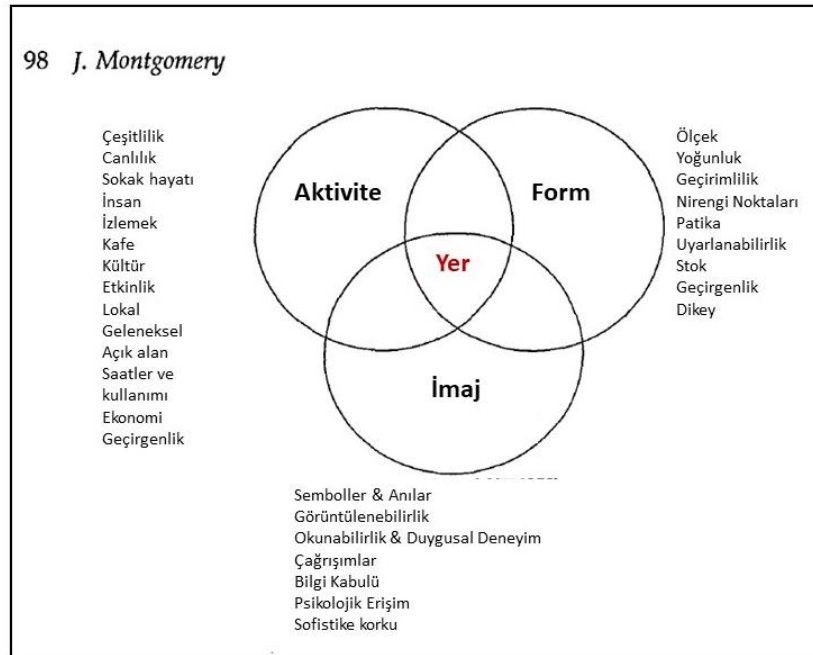 98 J. Montgomery
Çeşitlilik
Canlılık
Sokak hayatı
İnsan
İzlemek
Kafe
Kültür
Etkinlik
Lokal
Geleneksel
Açık alan
Saatler ve
kullanımı
Ekonomi
Geçirgenlik
Aktivite
Form
Yer
İmaj
Ölçek
Yoğunluk
Geçirimlilik
Nirengi Noktaları
Patika
Uyarlanabilirlik
Stok
Geçirgenlik
Dikey
Semboller & Anılar
Görüntülenebilirlik
Okunabilirlik & Duygusal Deneyim
Çağrışımlar
Bilgi Kabulü
Psikolojik Erişim
Sofistike korku